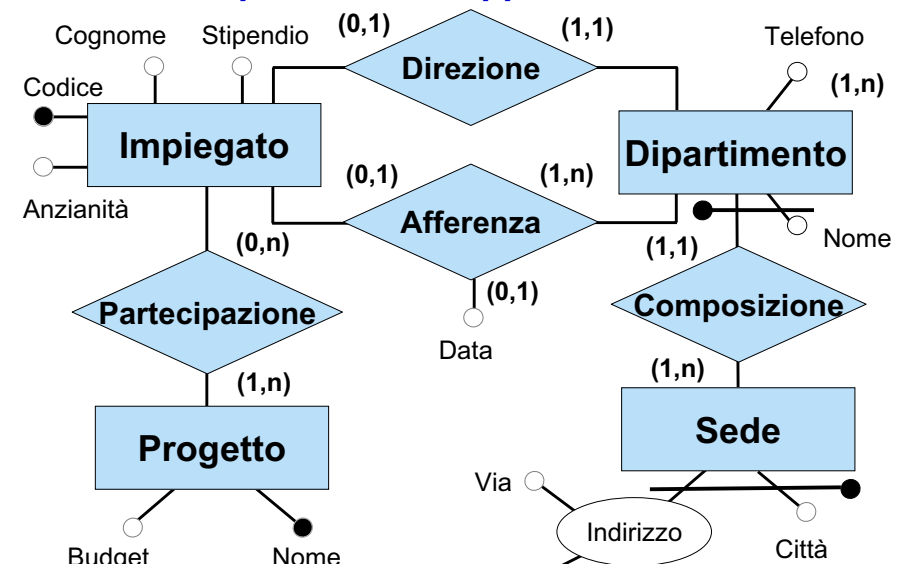 (0,1)
(1,1)
Cognome
Stipendio
Telefono
Direzione
(1,n)
Codice
Impiegato
Dipartimento
(0,1)
(1,n)
Anzianità
Afferenza
(0,n)
(1,1)
Nome
(0,1)
Partecipazione
Composizione
Data
(1,n)
(1,n)
Progetto
Sede
Via
Indirizzo
Città
Budget
Nome